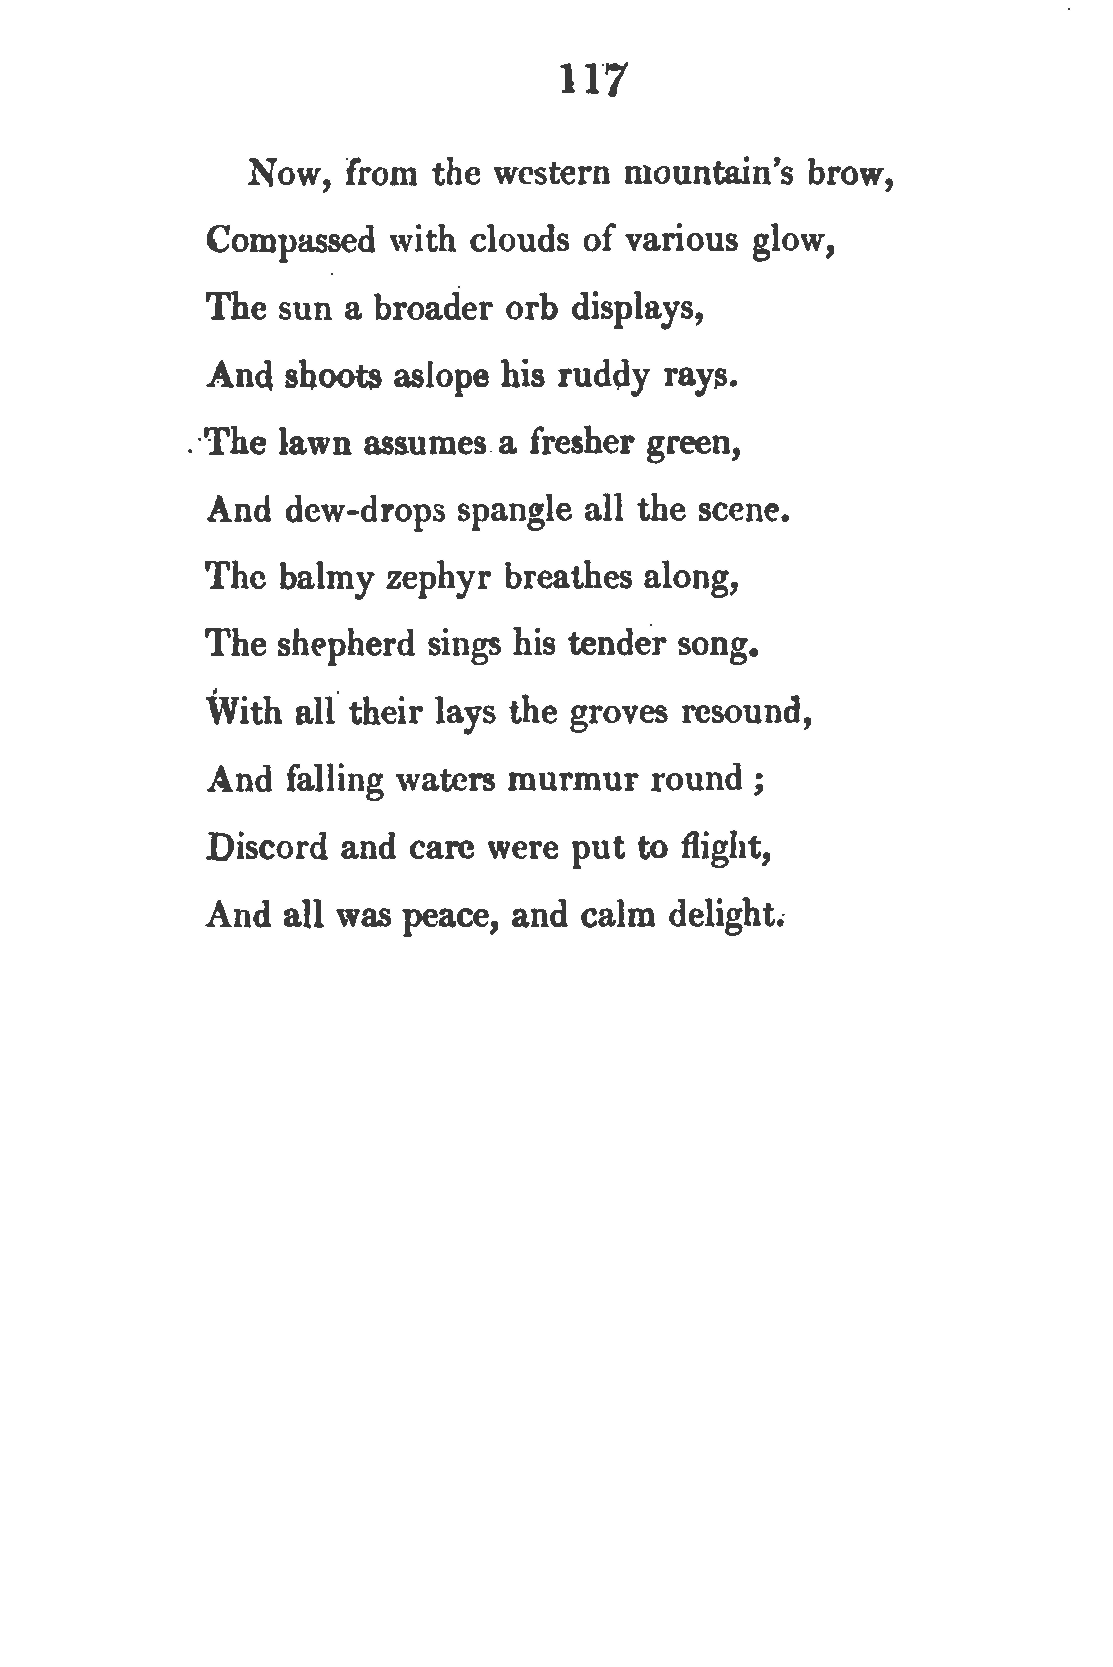 117
Now, from the western mountain's brow,
Compassed with clouds of various glow,
The sun a broader orb displays,
And shoots aslope his ruddy rays.
The lawn assumes a fresher green,
And dew-drops spangle all the scene.
The balmy zephyr breathes along,
The shepherd sings his tender song.
With all their lays the groves resound,
And falling waters murmur round ;
Discord and care were put to flight,
And all was peace, and calm delight.